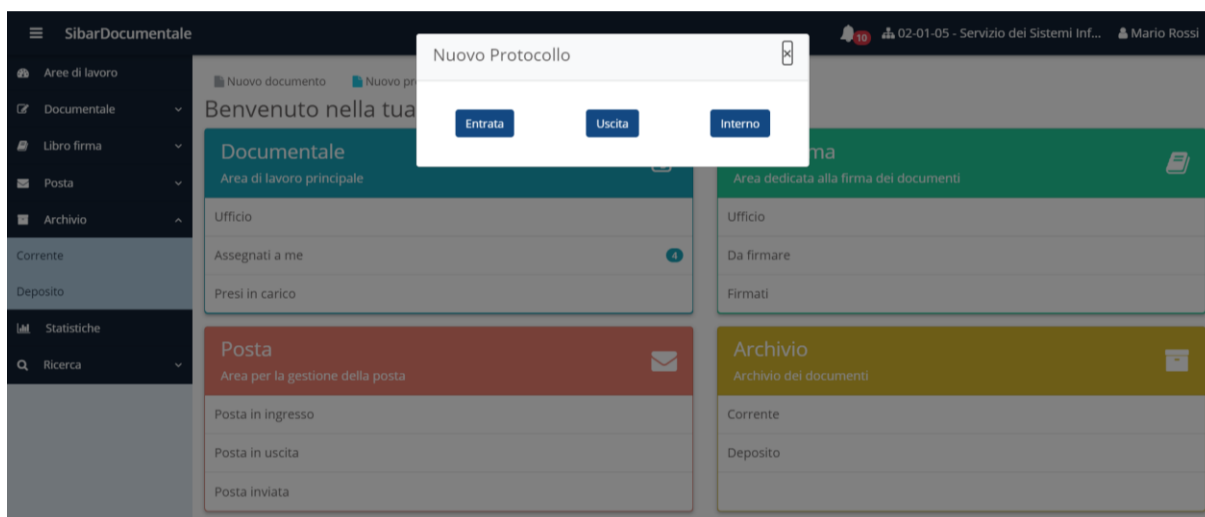 SibarDocumentale
10
02-01-05 - Servizio dei Sistemi Inf...
Mario Rossi
Aree di lavoro
Documentale
Libro firma
Posta
Archivio
Corrente
Deposito
Statistiche
Ricerca
Nuovo documento
Nuovo pr
Benvenuto nella tua
Nuovo Protocollo
×
Entrata
Uscita
Interno
Documentale
Area di lavoro principale
Ufficio
Assegnati a me
4
Presi in carico
ma
Area dedicata alla firma dei documenti
Ufficio
Da firmare
Firmati
Posta
Area per la gestione della posta
Posta in ingresso
Posta in uscita
Posta inviata
Archivio
Archivio dei documenti
Corrente
Deposito